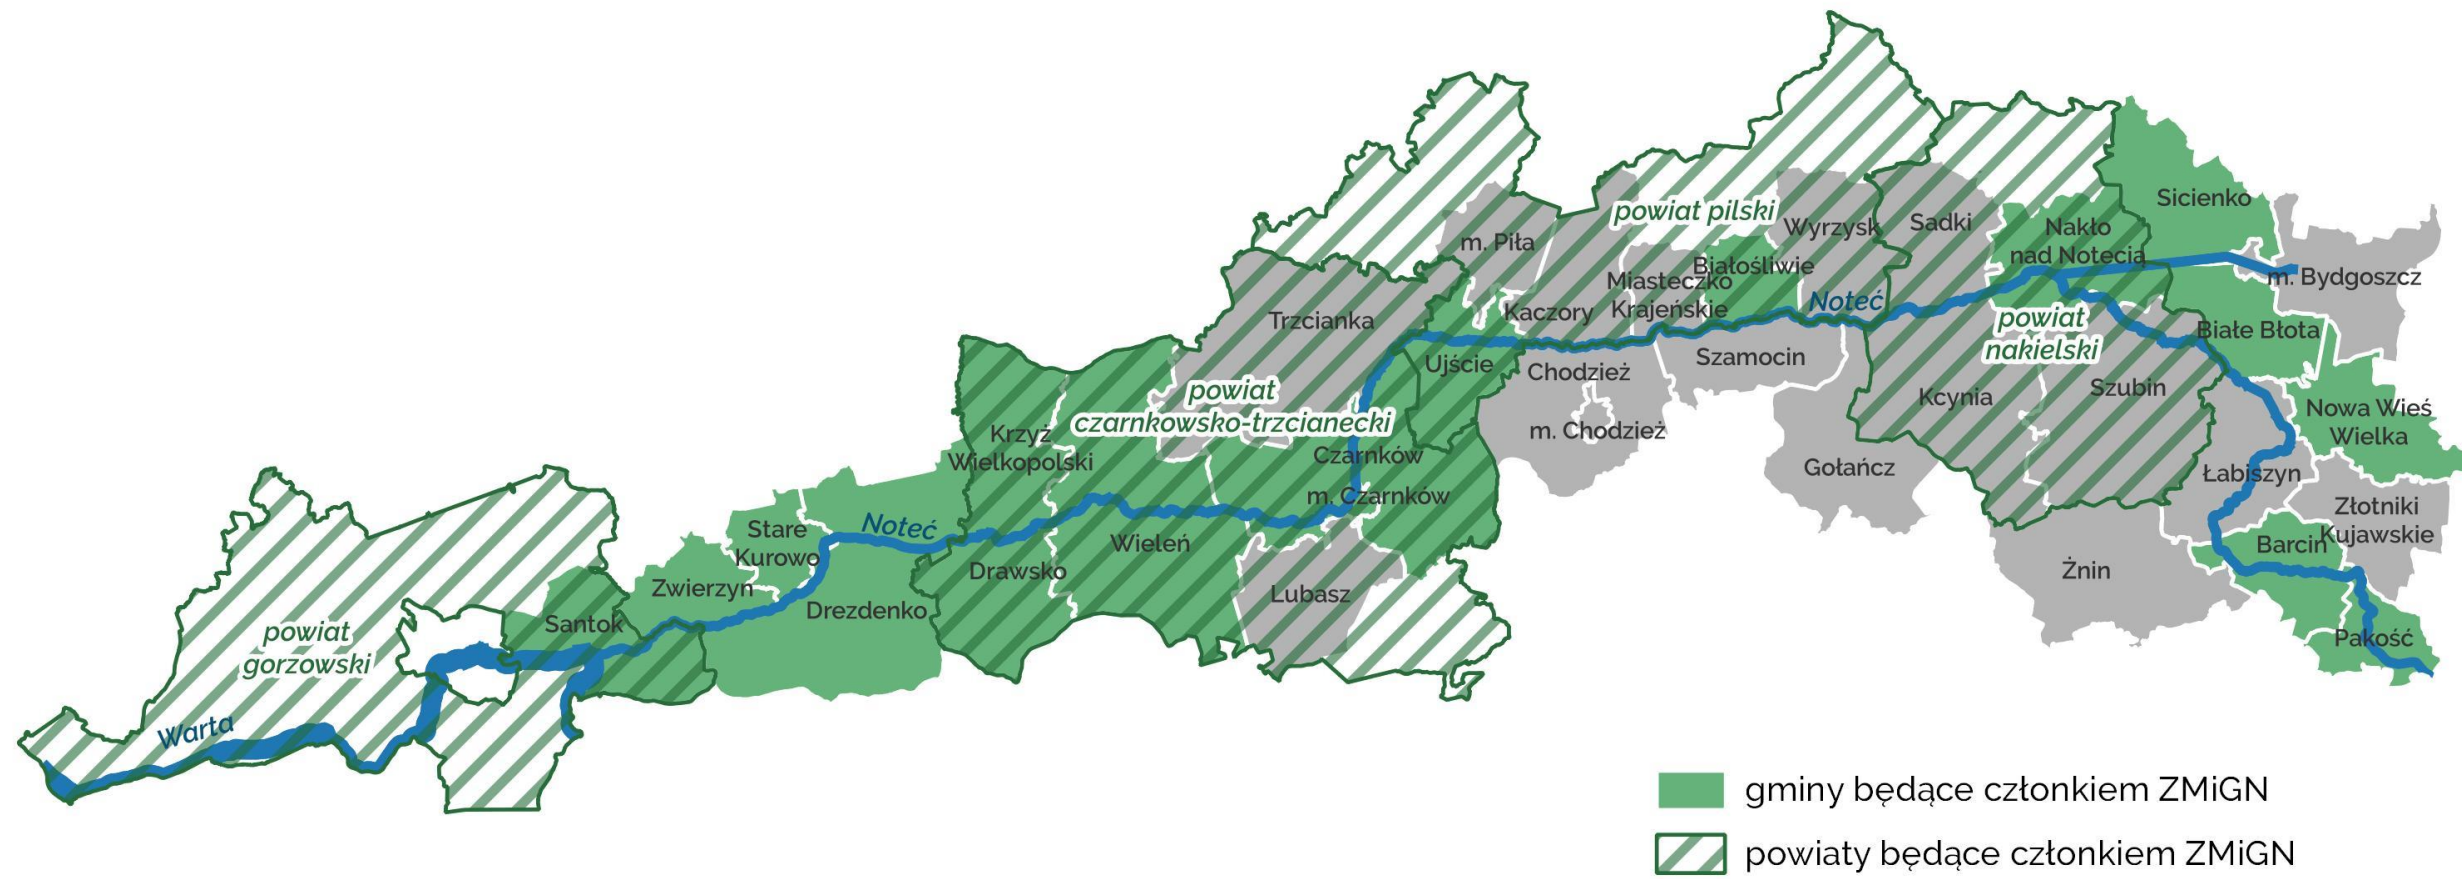 Sicienko
powiat pilski
Wyrzysk
Sadki
Nakło
nad Notecią
m. Piła
Białośliwie
Miasteczko
Krajeńskie
m. Bydgoszcz
Kaczory
Noteć
Trzcianka
powiat
nakielski
Białe Błota
Ujście
Chodzież
Szamocin
Szubin
Kcynia
powiat
czarnkowsko-trzcianecki
Nowa Wieś
Wielka
m. Chodzież
Krzyż
Wielkopolski
Czarnków
m. Czarnków
Gołańcz
Łabiszyn
Złotniki
Kujawskie
Stare
Kurowo
Noteć
Wieleń
Barcin
Drawsko
Żnin
Zwierzyn
Lubasz
Drezdenko
Santok
powiat
gorzowski
Pakość
Warta
gminy będące członkiem ZMiGN
powiaty będące członkiem ZMiGN